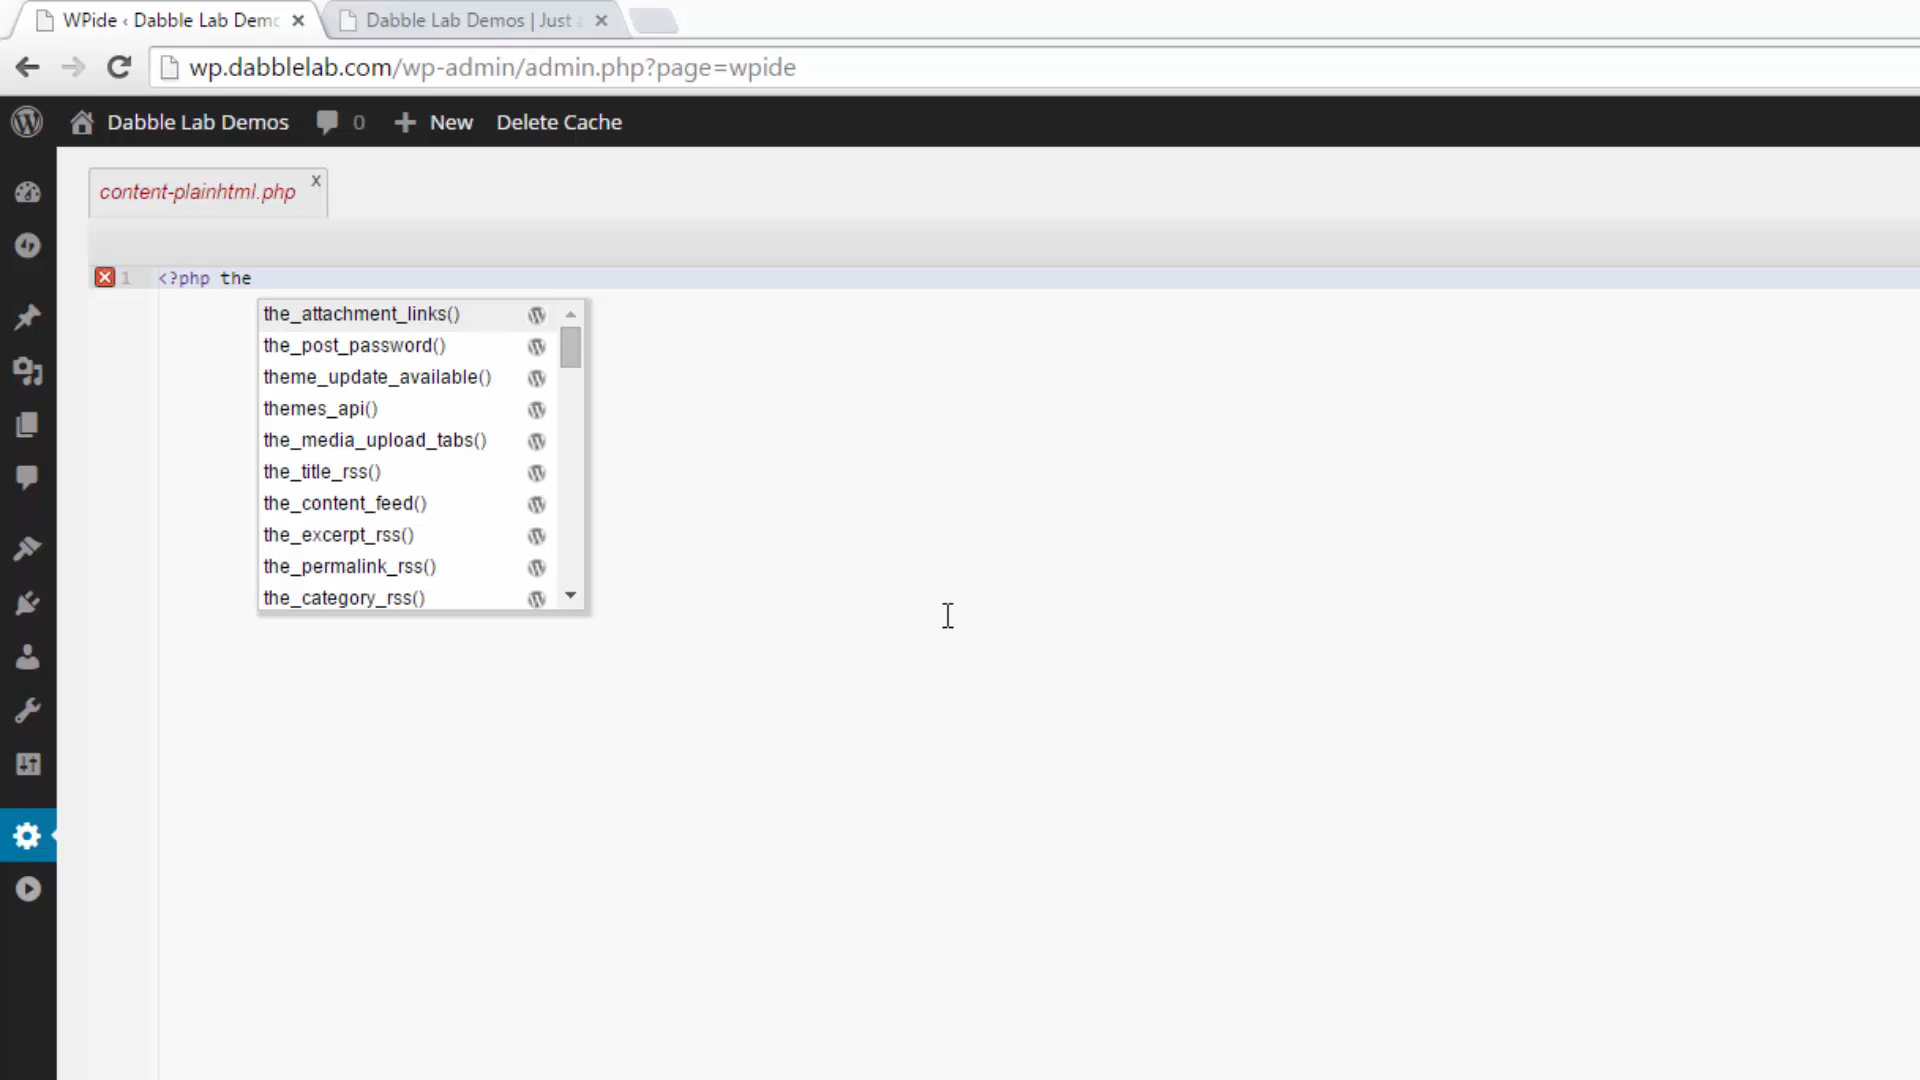 WPide ‹ Dabble Lab Demo
Dabble Lab Demos | Just a
wp.dabblelab.com/wp-admin/admin.php?page=wpide
Dabble Lab Demos 0 New Delete Cache
content-plainhtml.php x
1 <?php the
the_attachment_links()
the_post_password()
theme_update_available()
themes_api()
the_media_upload_tabs()
the_title_rss()
the_content_feed()
the_excerpt_rss()
the_permalink_rss()
the_category_rss()